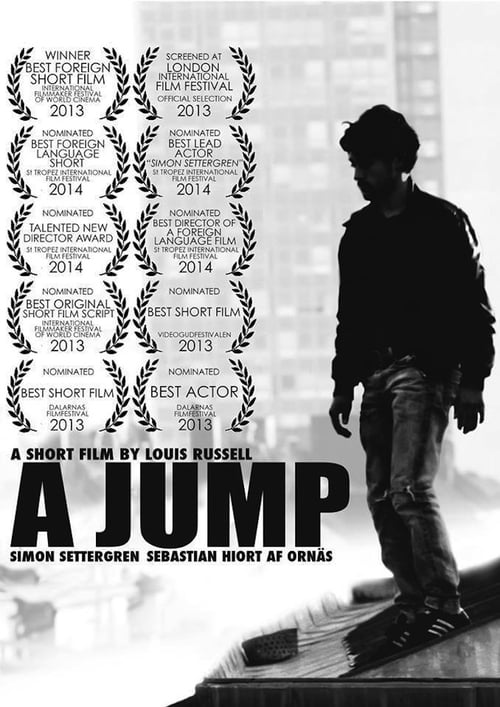 WINNER
BEST FOREIGN
SHORT FILM
INTERNATIONAL
FILMMAKER FESTIVAL
OF WORLD CINEMA
2013
SCREENED AT
LONDON
INTERNATIONAL
FILM FESTIVAL
OFFICIAL SELECTION
2013
NOMINATED
BEST FOREIGN
LANGUAGE
SHORT
St TROPEZ INTERNATIONAL
FILM FESTIVAL
2014
NOMINATED
BEST LEAD
ACTOR
"SIMON SETTERGREN"
St TROPEZ INTERNATIONAL
FILM FESTIVAL
2014
NOMINATED
TALENTED NEW
DIRECTOR AWARD
St TROPEZ INTERNATIONAL
FILM FESTIVAL
2014
NOMINATED
BEST DIRECTOR OF
A FOREIGN
LANGUAGE FILM
St TROPEZ INTERNATIONAL
FILM FESTIVAL
2014
NOMINATED
BEST ORIGINAL
SHORT FILM SCRIPT
INTERNATIONAL
FILMMAKER FESTIVAL
OF WORLD CINEMA
2013
NOMINATED
BEST SHORT FILM
VIDEOGUDFESTIVALEN
2013
NOMINATED
BEST SHORT FILM
DALARNAS
FILMFESTIVAL
2013
NOMINATED
BEST ACTOR
DALARNAS
FILMFESTIVAL
2013
A SHORT FILM BY LOUIS RUSSELL
A JUMP
SIMON SETTERGREN SEBASTIAN HIORT AF ORNÄS